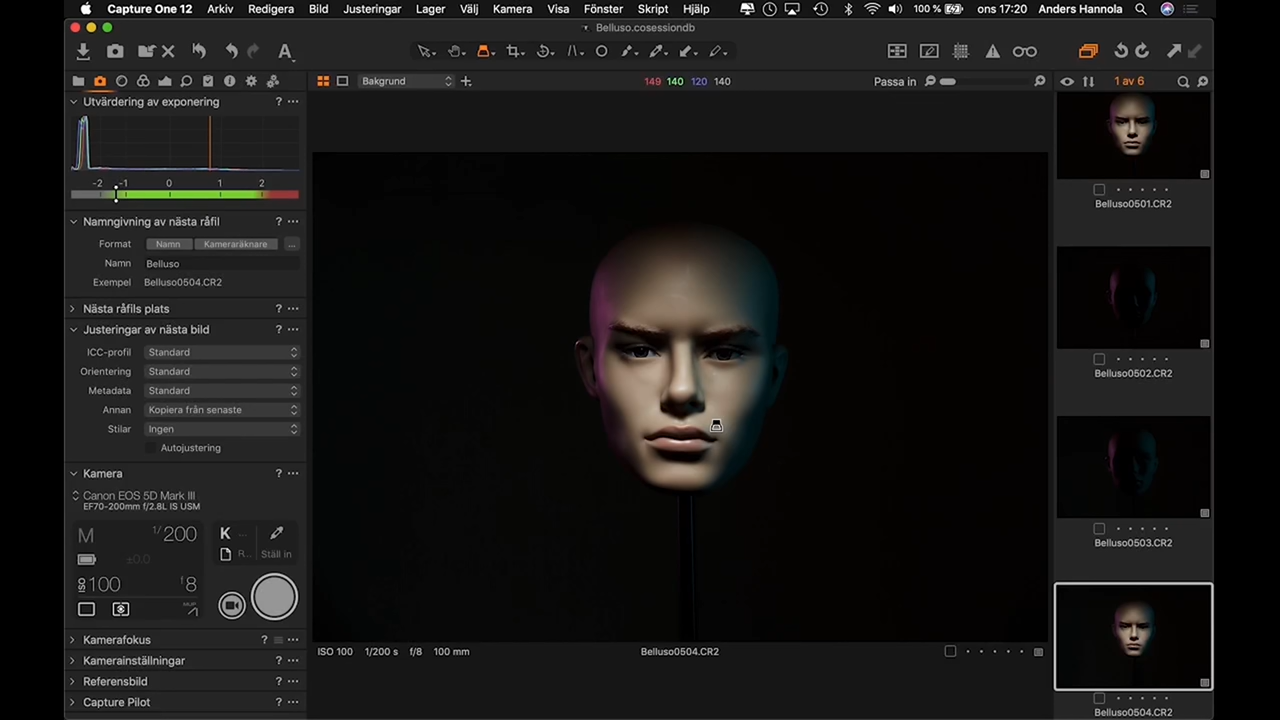 Capture One 12 Arkiv Redigera Bild Justeringar Lager Välj Kamera Visa Fönster Script Hjälp 100 % ons 17:20 Anders Hannola
Belluso.cosessiondb
Bakgrund 149 140 120 140 Passa in 1 av 6
Utvärdering av exponering ? ...
-2 -1 0 1 2
Namngivning av nästa råfil ? ...
Format Namn Kameraräknare ...
Namn Belluso
Exempel Belluso0504.CR2
Nästa råfils plats ? ...
Justeringar av nästa bild ? ...
ICC-profil Standard
Orientering Standard
Metadata Standard
Annan Kopiera från senaste
Stilar Ingen
Autojustering
Kamera ? ...
Canon EOS 5D Mark III
EF70-200mm f/2.8L IS USM
M 1/200 K --
±0.0 R... Ställ in
ISO 100 f8
Kamerafokus ? ...
Kamerainställningar ? ...
Referensbild ? ...
Capture Pilot ? ...
ISO 100 1/200 s f/8 100 mm Belluso0504.CR2
Belluso0501.CR2
Belluso0502.CR2
Belluso0503.CR2
Belluso0504.CR2